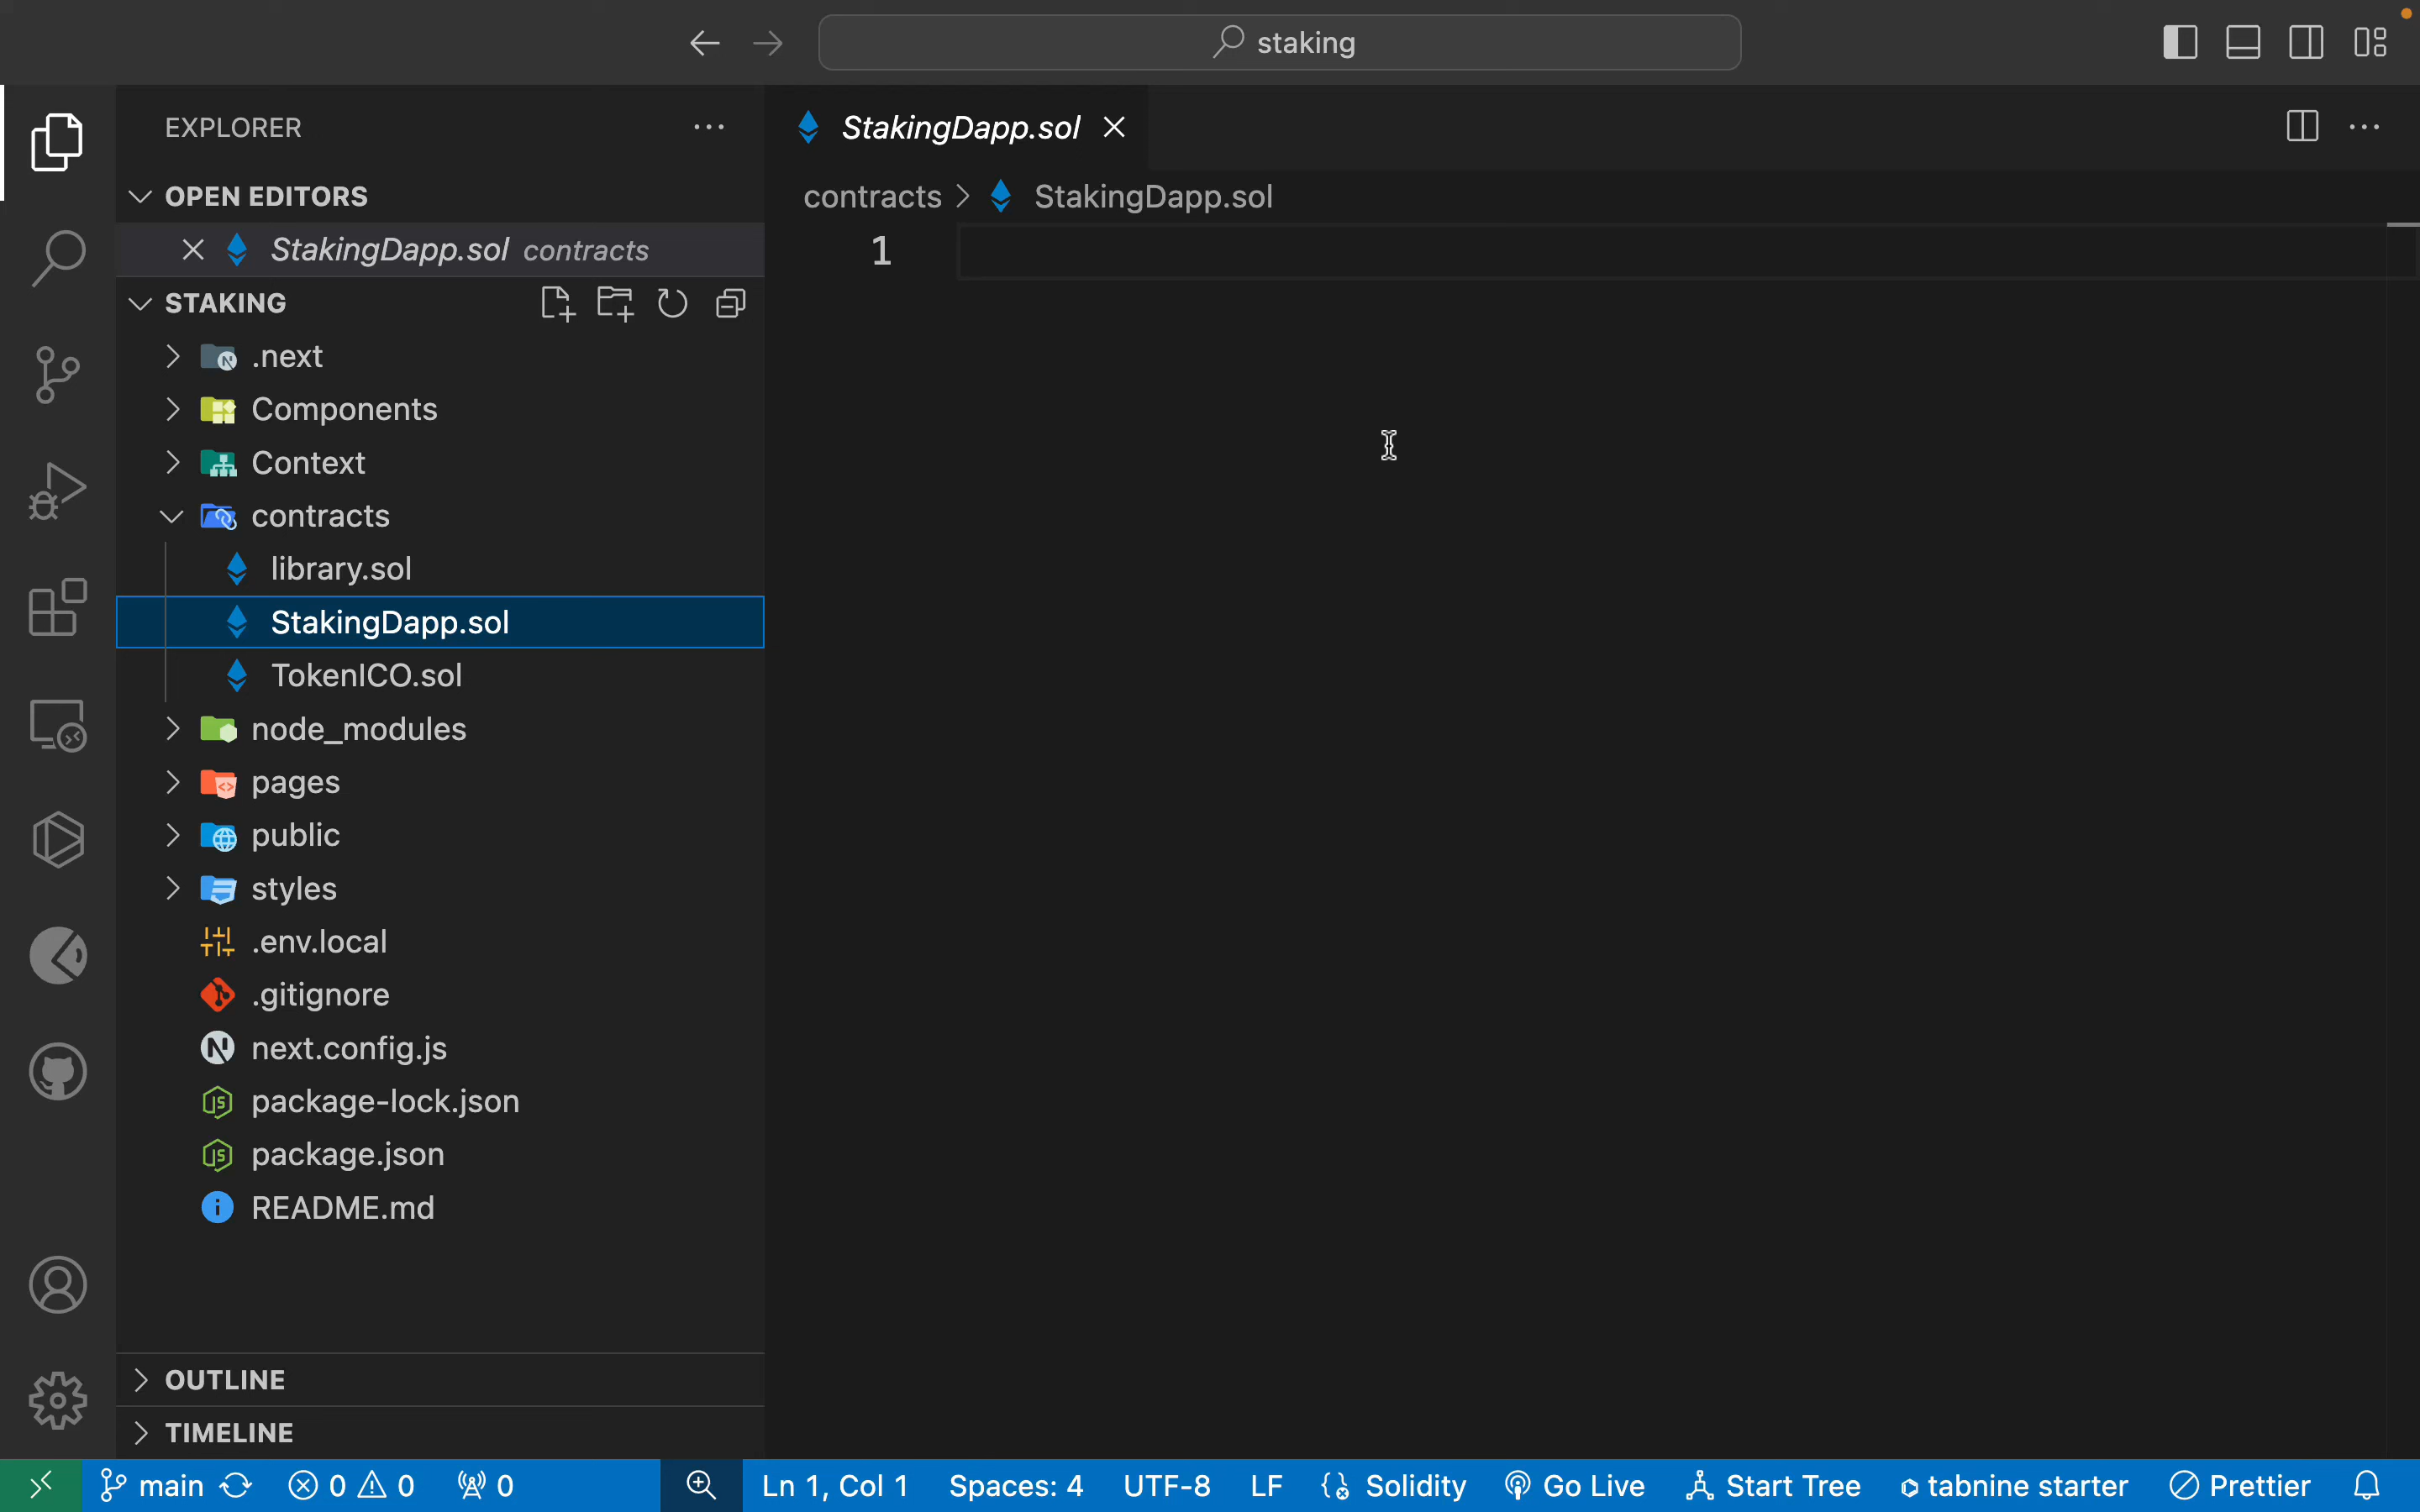 staking
EXPLORER
OPEN EDITORS
StakingDapp.sol contracts
STAKING
.next
Components
Context
contracts
library.sol
StakingDapp.sol
TokenICO.sol
node_modules
pages
public
styles
.env.local
.gitignore
next.config.js
package-lock.json
package.json
README.md
OUTLINE
TIMELINE
StakingDapp.sol
contracts > StakingDapp.sol
1
main 0 0 0 Ln 1, Col 1 Spaces: 4 UTF-8 LF Solidity Go Live Start Tree tabnine starter Prettier